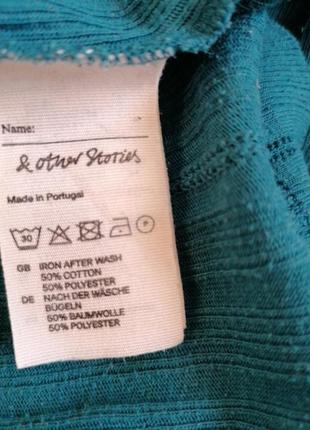 Name:
& other Stories
Made in Portugal
30 P
GB IRON AFTER WASH
50% COTTON
50% POLYESTER
DE NACH DER WÄSCHE
BÜGELN
50% BAUMWOLLE
50% POLYESTER